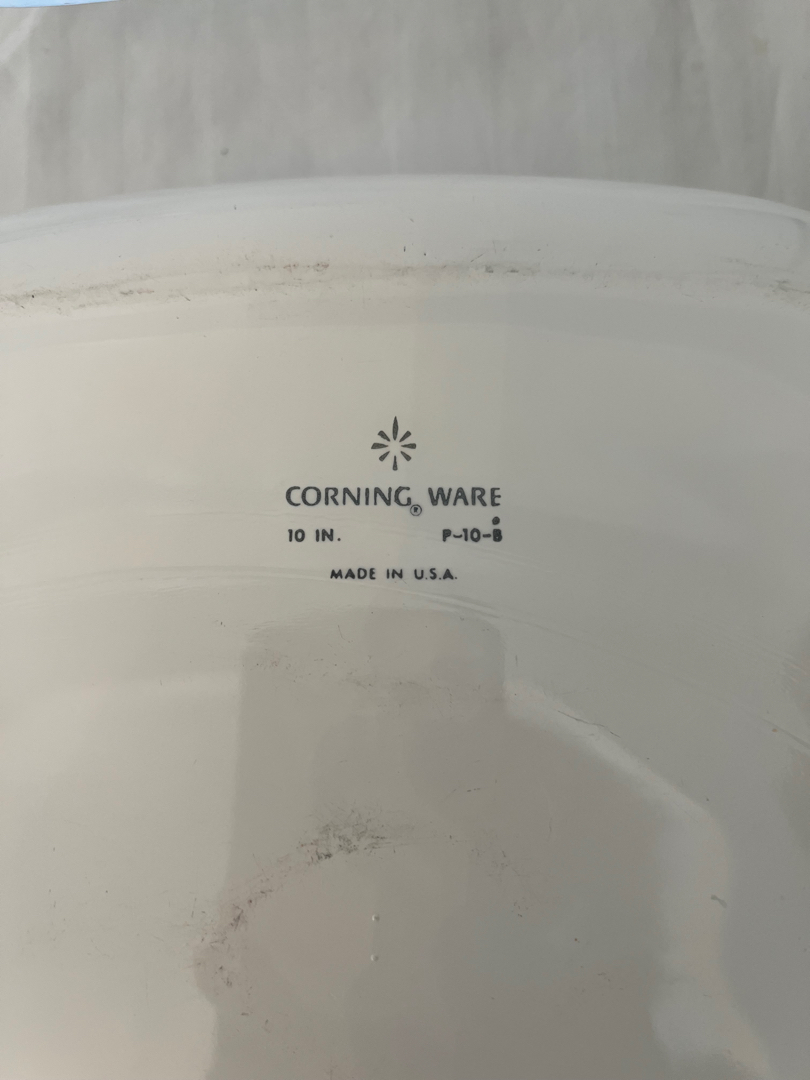 CORNING® WARE
10 IN. P-10-B
MADE IN U.S.A.